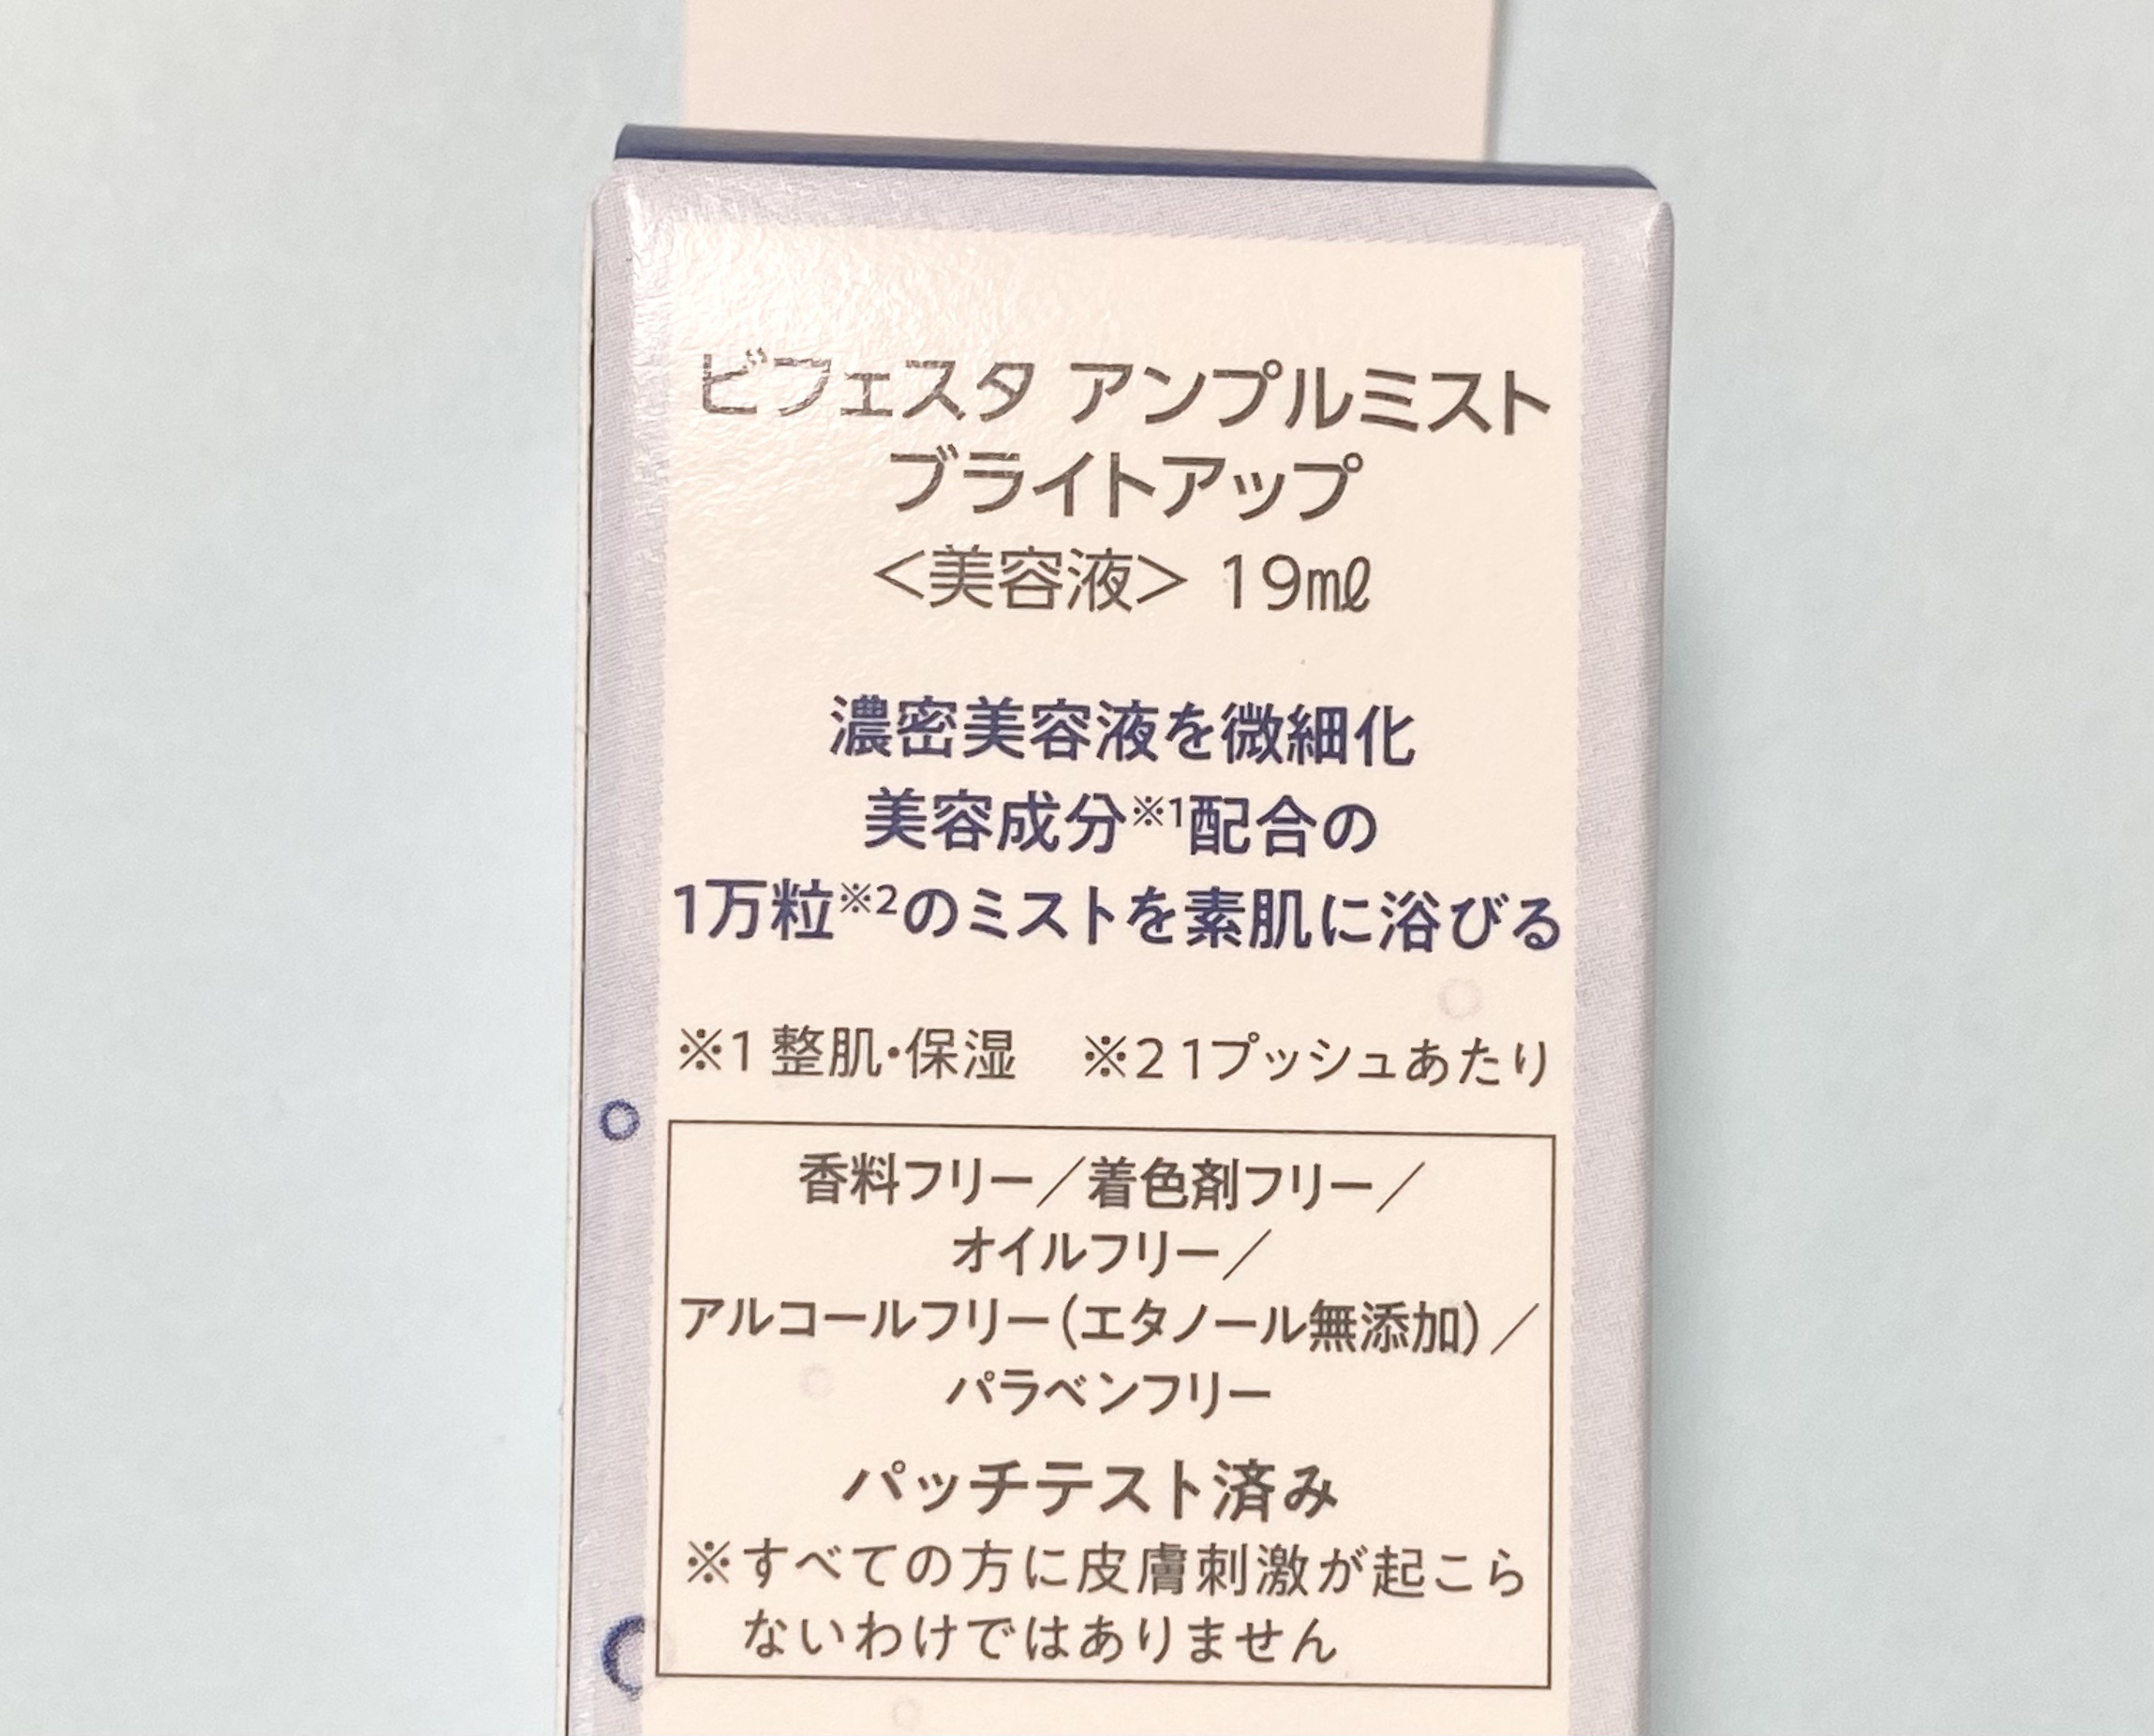 ビフェスタ アンプルミスト
ブライトアップ
＜美容液＞ 19mℓ
濃密美容液を微細化
美容成分※1配合の
1万粒※2のミストを素肌に浴びる
※1 整肌・保湿　※2 1プッシュあたり
香料フリー／着色剤フリー／
オイルフリー／
アルコールフリー（エタノール無添加）／
パラベンフリー
パッチテスト済み
※すべての方に皮膚刺激が起こら
ないわけではありません